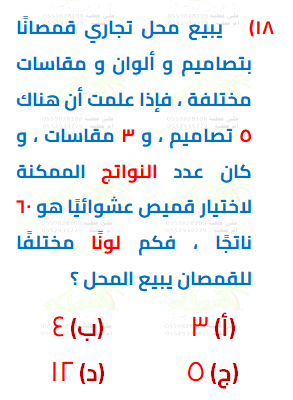 ١٨) يبيع محل تجاري قمصانًا
بتصاميم و ألوان و مقاسات
مختلفة ، فإذا علمت أن هناك
٥ تصاميم ، و ٣ مقاسات ، و
كان عدد النواتج الممكنة
لاختيار قميص عشوائيًا هو ٦٠
ناتجًا ، فكم لونًا مختلفًا
للقمصان يبيع المحل ؟
(أ) ٣ (ب) ٤
(ج) ٥ (د) ١٢